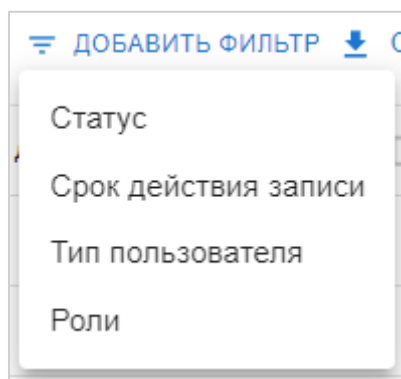 ДОБАВИТЬ ФИЛЬТР
Статус
Срок действия записи
Тип пользователя
Роли